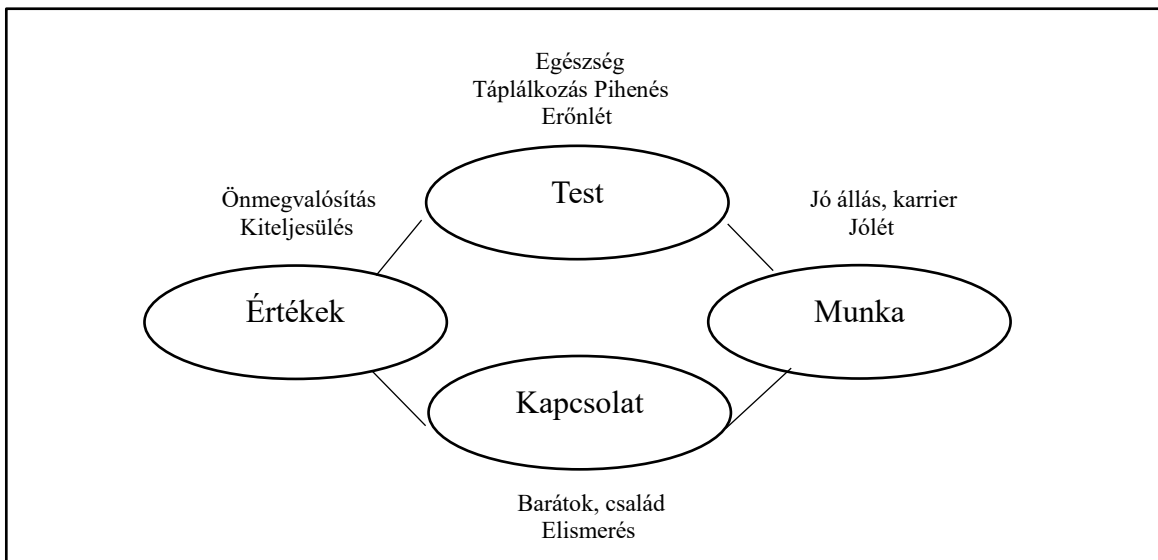 Egészség
Táplálkozás Pihenés
Erőnlét
Test
Önmegvalósítás
Kiteljesülés
Jó állás, karrier
Jólét
Értékek
Munka
Kapcsolat
Barátok, család
Elismerés